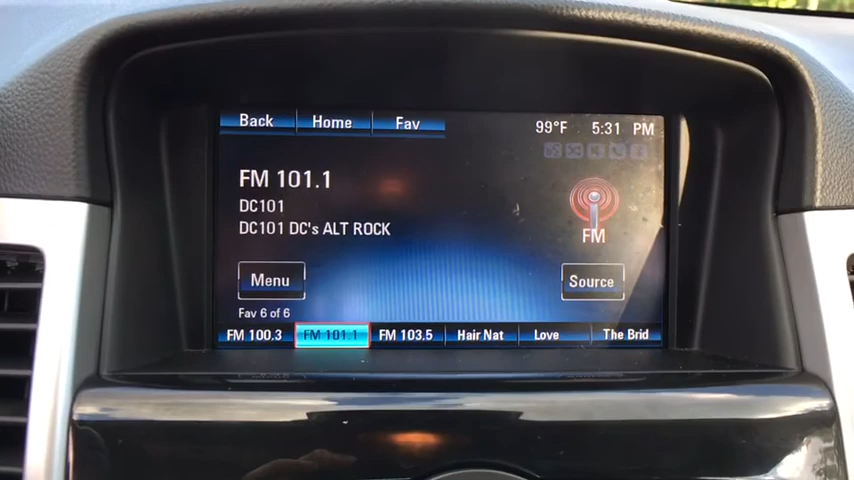 Back Home Fav 99°F 5:31 PM
FM 101.1
DC101
DC101 DC's ALT ROCK
FM
Menu Source
Fav 6 of 6
FM 100.3 FM 101.1 FM 103.5 Hair Nat Love The Brid